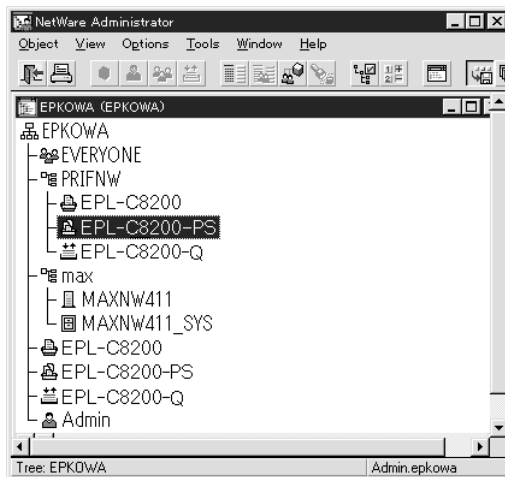 NetWare Administrator
Object View Options Tools Window Help
EPKOWA (EPKOWA)
EPKOWA
EVERYONE
PRIFNW
EPL-C8200
EPL-C8200-PS
EPL-C8200-Q
max
MAXNW411
MAXNW411_SYS
EPL-C8200
EPL-C8200-PS
EPL-C8200-Q
Admin
Tree: EPKOWA Admin.epkowa